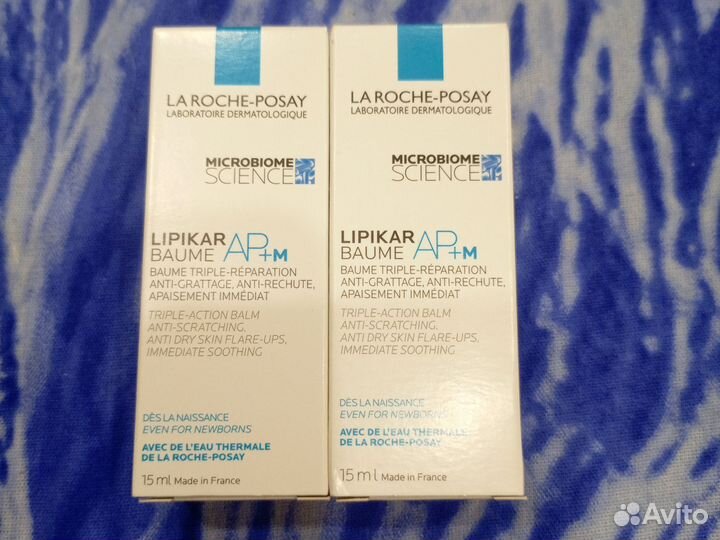 LA ROCHE-POSAY
LABORATOIRE DERMATOLOGIQUE
MICROBIOME
SCIENCE
LIPIKAR
BAUME AP+M
BAUME TRIPLE-RÉPARATION
ANTI-GRATTAGE, ANTI-RECHUTE,
APAISEMENT IMMÉDIAT
TRIPLE-ACTION BALM
ANTI-SCRATCHING,
ANTI DRY SKIN FLARE-UPS,
IMMEDIATE SOOTHING
DÈS LA NAISSANCE
EVEN FOR NEWBORNS
AVEC DE L'EAU THERMALE
DE LA ROCHE-POSAY
15 ml Made in France
LA ROCHE-POSAY
LABORATOIRE DERMATOLOGIQUE
MICROBIOME
SCIENCE
LIPIKAR
BAUME AP+M
BAUME TRIPLE-RÉPARATION
ANTI-GRATTAGE, ANTI-RECHUTE,
APAISEMENT IMMÉDIAT
TRIPLE-ACTION BALM
ANTI-SCRATCHING,
ANTI DRY SKIN FLARE-UPS,
IMMEDIATE SOOTHING
DÈS LA NAISSANCE
EVEN FOR NEWBORNS
AVEC DE L'EAU THERMALE
DE LA ROCHE-POSAY
15 ml Made in France
Avito